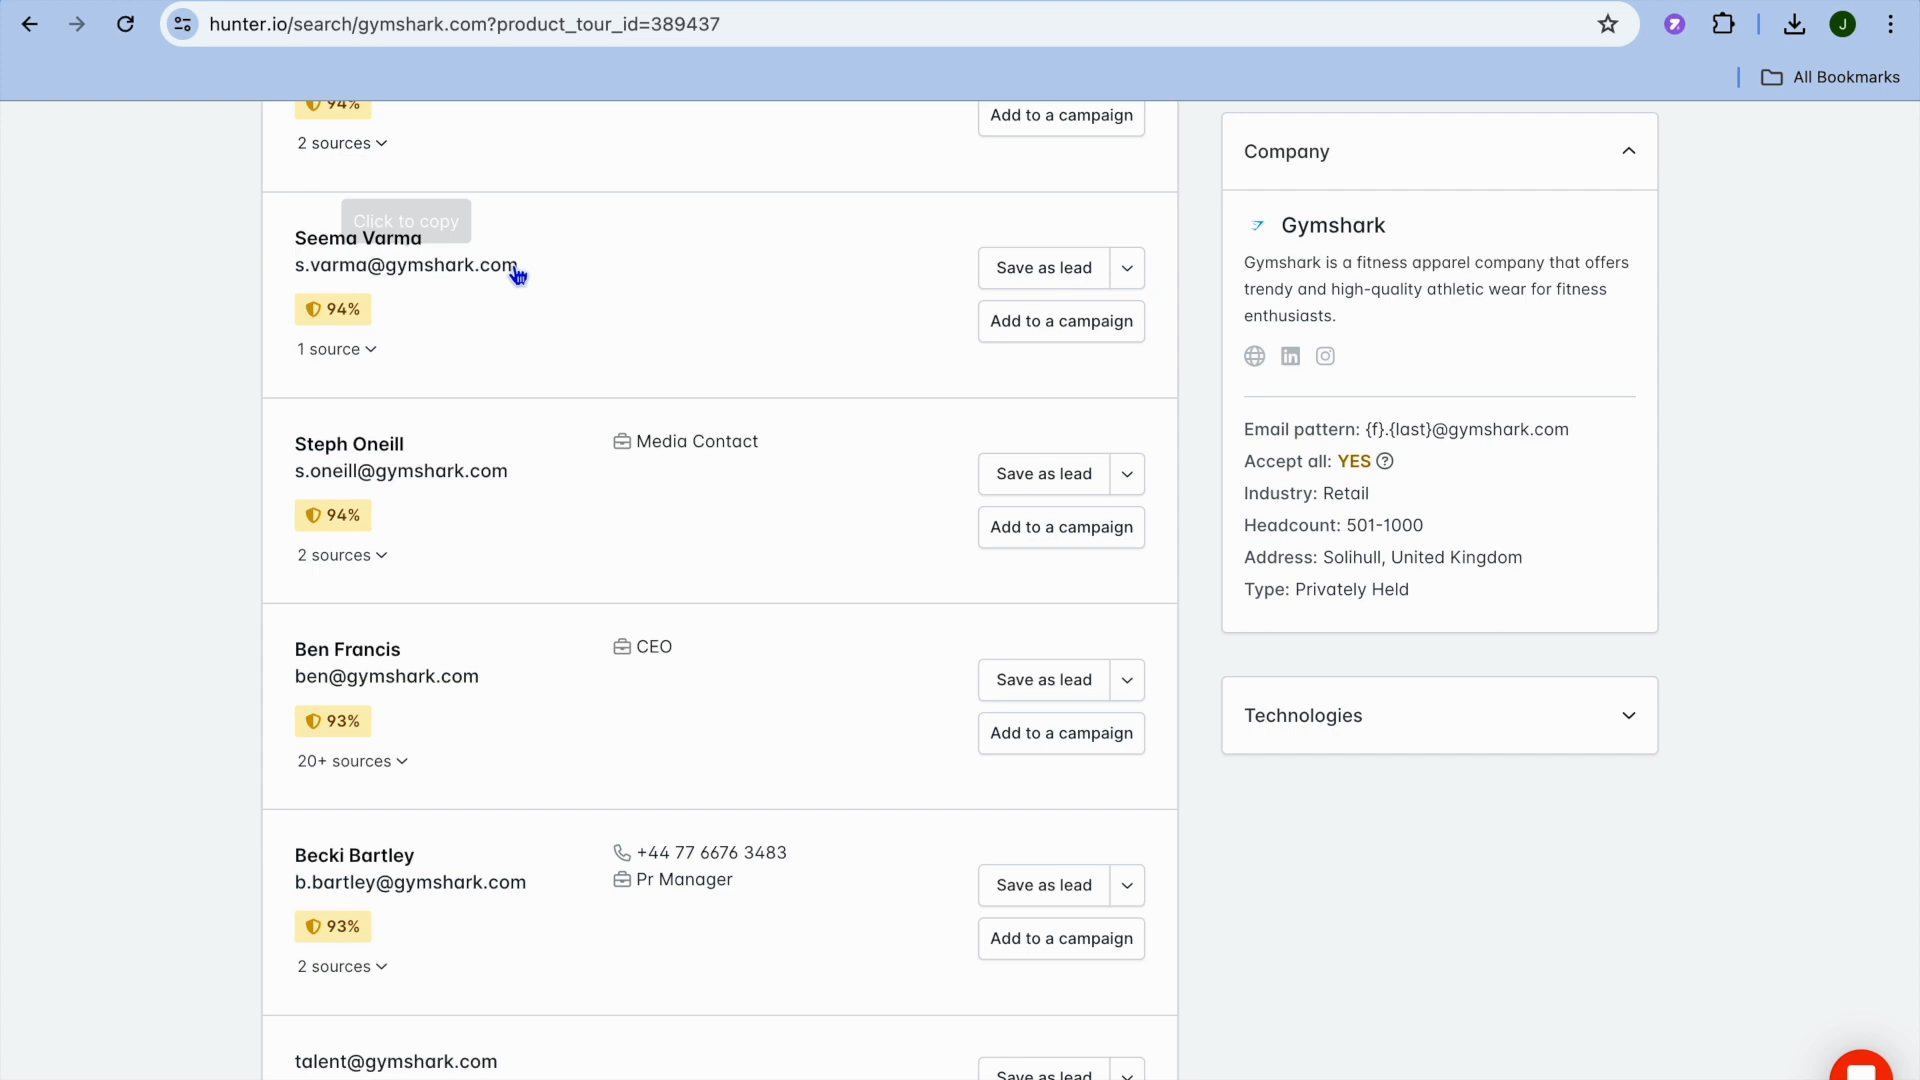 hunter.io/search/gymshark.com?product_tour_id=389437
J
All Bookmarks
94%
2 sources
Add to a campaign
Click to copy
Seema Varma
s.varma@gymshark.com
94%
1 source
Save as lead
Add to a campaign
Steph Oneill
s.oneill@gymshark.com
94%
2 sources
Media Contact
Save as lead
Add to a campaign
Ben Francis
ben@gymshark.com
93%
20+ sources
CEO
Save as lead
Add to a campaign
Becki Bartley
b.bartley@gymshark.com
93%
2 sources
+44 77 6676 3483
Pr Manager
Save as lead
Add to a campaign
talent@gymshark.com
Save as lead
Company
Gymshark
Gymshark is a fitness apparel company that offers
trendy and high-quality athletic wear for fitness
enthusiasts.
Email pattern: {f}.{last}@gymshark.com
Accept all: YES
Industry: Retail
Headcount: 501-1000
Address: Solihull, United Kingdom
Type: Privately Held
Technologies